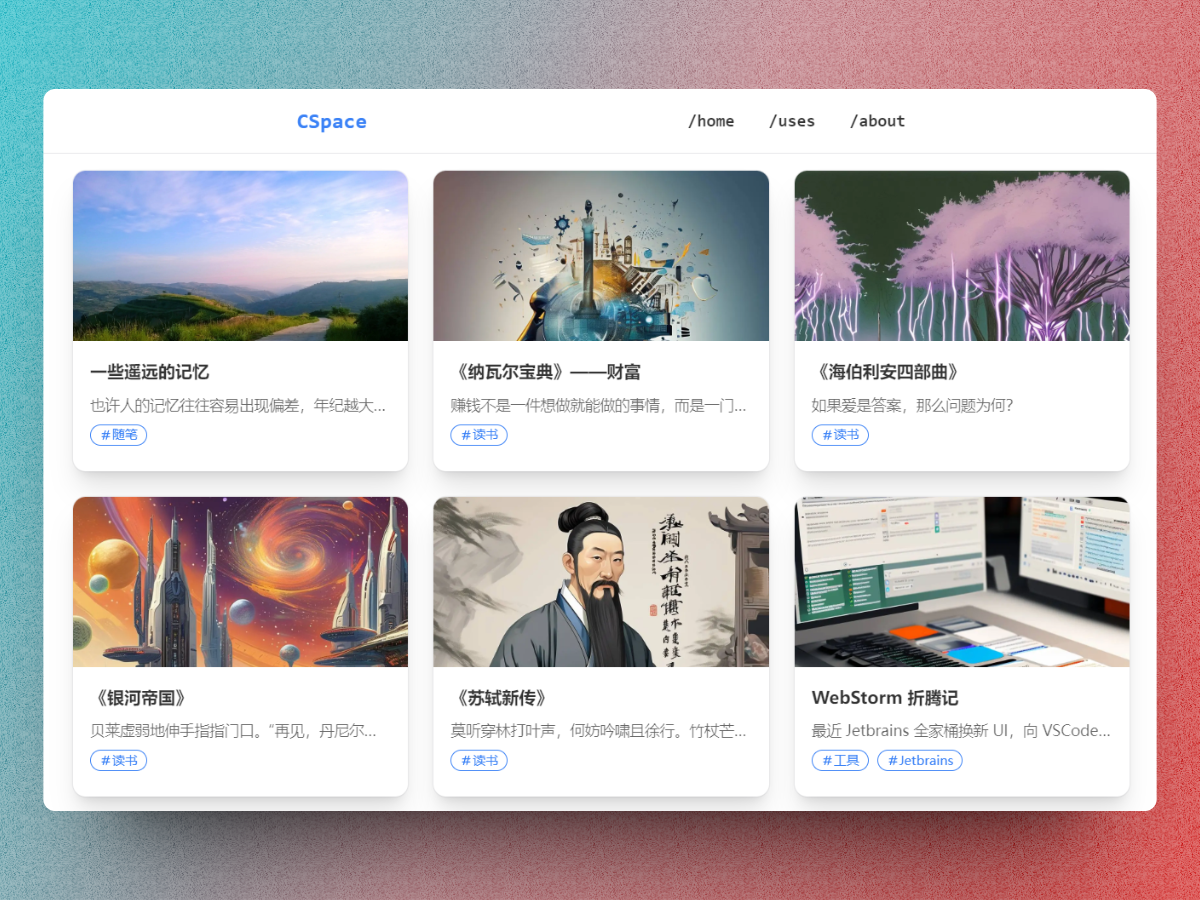 CSpace
/home /uses /about
一些遥远的记忆
也许人的记忆往往容易出现偏差，年纪越大...
#随笔
《纳瓦尔宝典》——财富
赚钱不是一件想做就能做的事情，而是一门...
#读书
《海伯利安四部曲》
如果爱是答案，那么问题为何?
#读书
《银河帝国》
贝莱虚弱地伸手指指门口。“再见，丹尼尔...
#读书
《苏轼新传》
莫听穿林打叶声，何妨吟啸且徐行。竹杖芒...
#读书
WebStorm 折腾记
最近 Jetbrains 全家桶换新 UI，向 VSCode...
#工具 #Jetbrains